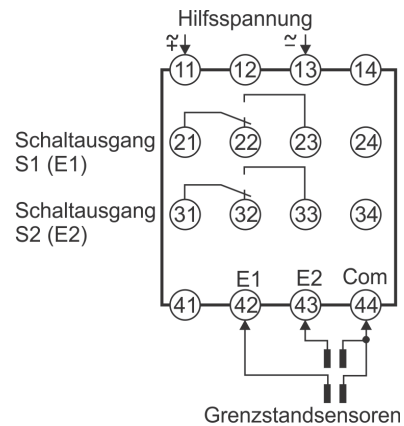 Hilfsspannung
≂ + ≂ −
11 12 13 14
Schaltausgang
S1 (E1)
21 22 23 24
Schaltausgang
S2 (E2)
31 32 33 34
E1 E2 Com
41 42 43 44
Grenzstandsensoren